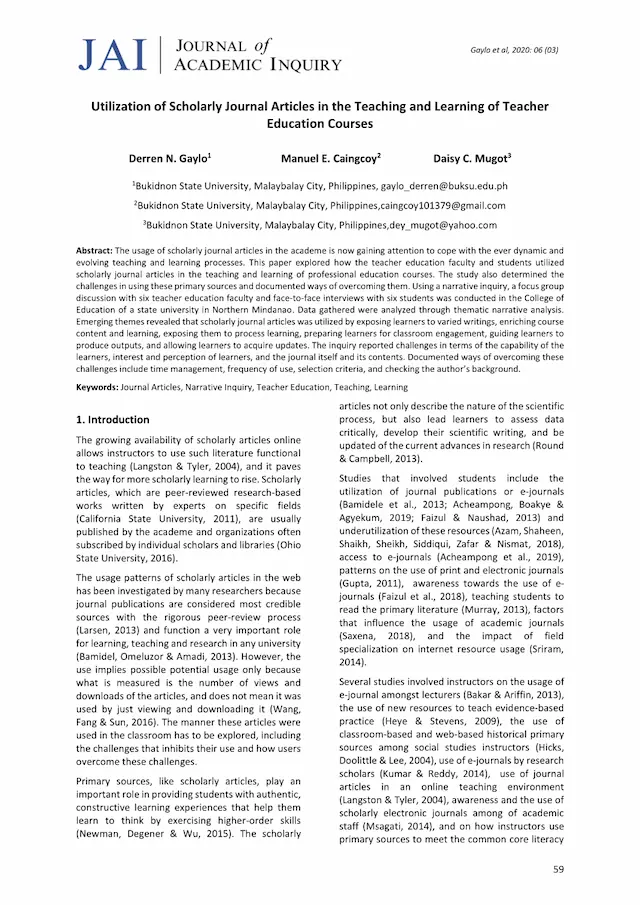 JAI JOURNAL of
ACADEMIC INQUIRY
Gaylo et al, 2020: 06 (03)
Utilization of Scholarly Journal Articles in the Teaching and Learning of Teacher
Education Courses
Derren N. Gaylo1 Manuel E. Caingcoy2 Daisy C. Mugot3
1Bukidnon State University, Malaybalay City, Philippines, gaylo_derren@buksu.edu.ph
2Bukidnon State University, Malaybalay City, Philippines,caingcoy101379@gmail.com
3Bukidnon State University, Malaybalay City, Philippines,dey_mugot@yahoo.com
Abstract: The usage of scholarly journal articles in the academe is now gaining attention to cope with the ever dynamic and
evolving teaching and learning processes. This paper explored how the teacher education faculty and students utilized
scholarly journal articles in the teaching and learning of professional education courses. The study also determined the
challenges in using these primary sources and documented ways of overcoming them. Using a narrative inquiry, a focus group
discussion with six teacher education faculty and face-to-face interviews with six students was conducted in the College of
Education of a state university in Northern Mindanao. Data gathered were analyzed through thematic narrative analysis.
Emerging themes revealed that scholarly journal articles was utilized by exposing learners to varied writings, enriching course
content and learning, exposing them to process learning, preparing learners for classroom engagement, guiding learners to
produce outputs, and allowing learners to acquire updates. The inquiry reported challenges in terms of the capability of the
learners, interest and perception of learners, and the journal itself and its contents. Documented ways of overcoming these
challenges include time management, frequency of use, selection criteria, and checking the author's background.
Keywords: Journal Articles, Narrative Inquiry, Teacher Education, Teaching, Learning
1. Introduction
The growing availability of scholarly articles online
allows instructors to use such literature functional
to teaching (Langston & Tyler, 2004), and it paves
the way for more scholarly learning to rise. Scholarly
articles, which are peer-reviewed research-based
works written by experts on specific fields
(California State University, 2011), are usually
published by the academe and organizations often
subscribed by individual scholars and libraries (Ohio
State University, 2016).
The usage patterns of scholarly articles in the web
has been investigated by many researchers because
journal publications are considered most credible
sources with the rigorous peer-review process
(Larsen, 2013) and function a very important role
for learning, teaching and research in any university
(Bamidel, Omeluzor & Amadi, 2013). However, the
use implies possible potential usage only because
what is measured is the number of views and
downloads of the articles, and does not mean it was
used by just viewing and downloading it (Wang,
Fang & Sun, 2016). The manner these articles were
used in the classroom has to be explored, including
the challenges that inhibits their use and how users
overcome these challenges.
Primary sources, like scholarly articles, play an
important role in providing students with authentic,
constructive learning experiences that help them
learn to think by exercising higher-order skills
(Newman, Degener & Wu, 2015). The scholarly
articles not only describe the nature of the scientific
process, but also lead learners to assess data
critically, develop their scientific writing, and be
updated of the current advances in research (Round
& Campbell, 2013).
Studies that involved students include the
utilization of journal publications or e-journals
(Bamidele et al., 2013; Acheampong, Boakye &
Agyekum, 2019; Faizul & Naushad, 2013) and
underutilization of these resources (Azam, Shaheen,
Shaikh, Sheikh, Siddiqui, Zafar & Nismat, 2018),
access to e-journals (Acheampong et al., 2019),
patterns on the use of print and electronic journals
(Gupta, 2011), awareness towards the use of e-
journals (Faizul et al., 2018), teaching students to
read the primary literature (Murray, 2013), factors
that influence the usage of academic journals
(Saxena, 2018), and the impact of field
specialization on internet resource usage (Sriram,
2014).
Several studies involved instructors on the usage of
e-journal amongst lecturers (Bakar & Ariffin, 2013),
the use of new resources to teach evidence-based
practice (Heye & Stevens, 2009), the use of
classroom-based and web-based historical primary
sources among social studies instructors (Hicks,
Doolittle & Lee, 2004), use of e-journals by research
scholars (Kumar & Reddy, 2014), use of journal
articles in an online teaching environment
(Langston & Tyler, 2004), awareness and the use of
scholarly electronic journals among of academic
staff (Msagati, 2014), and on how instructors use
primary sources to meet the common core literacy
59